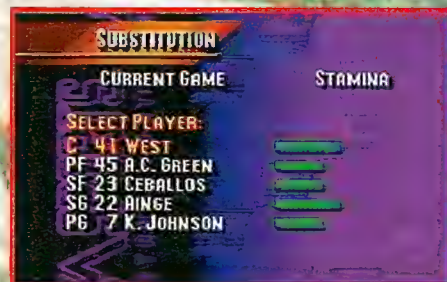 SUBSTITUTION
CURRENT GAME STAMINA
SELECT PLAYER:
C 41 WEST
PF 45 A.C. GREEN
SF 23 CEBALLOS
SG 22 AINGE
PG 7 K. JOHNSON